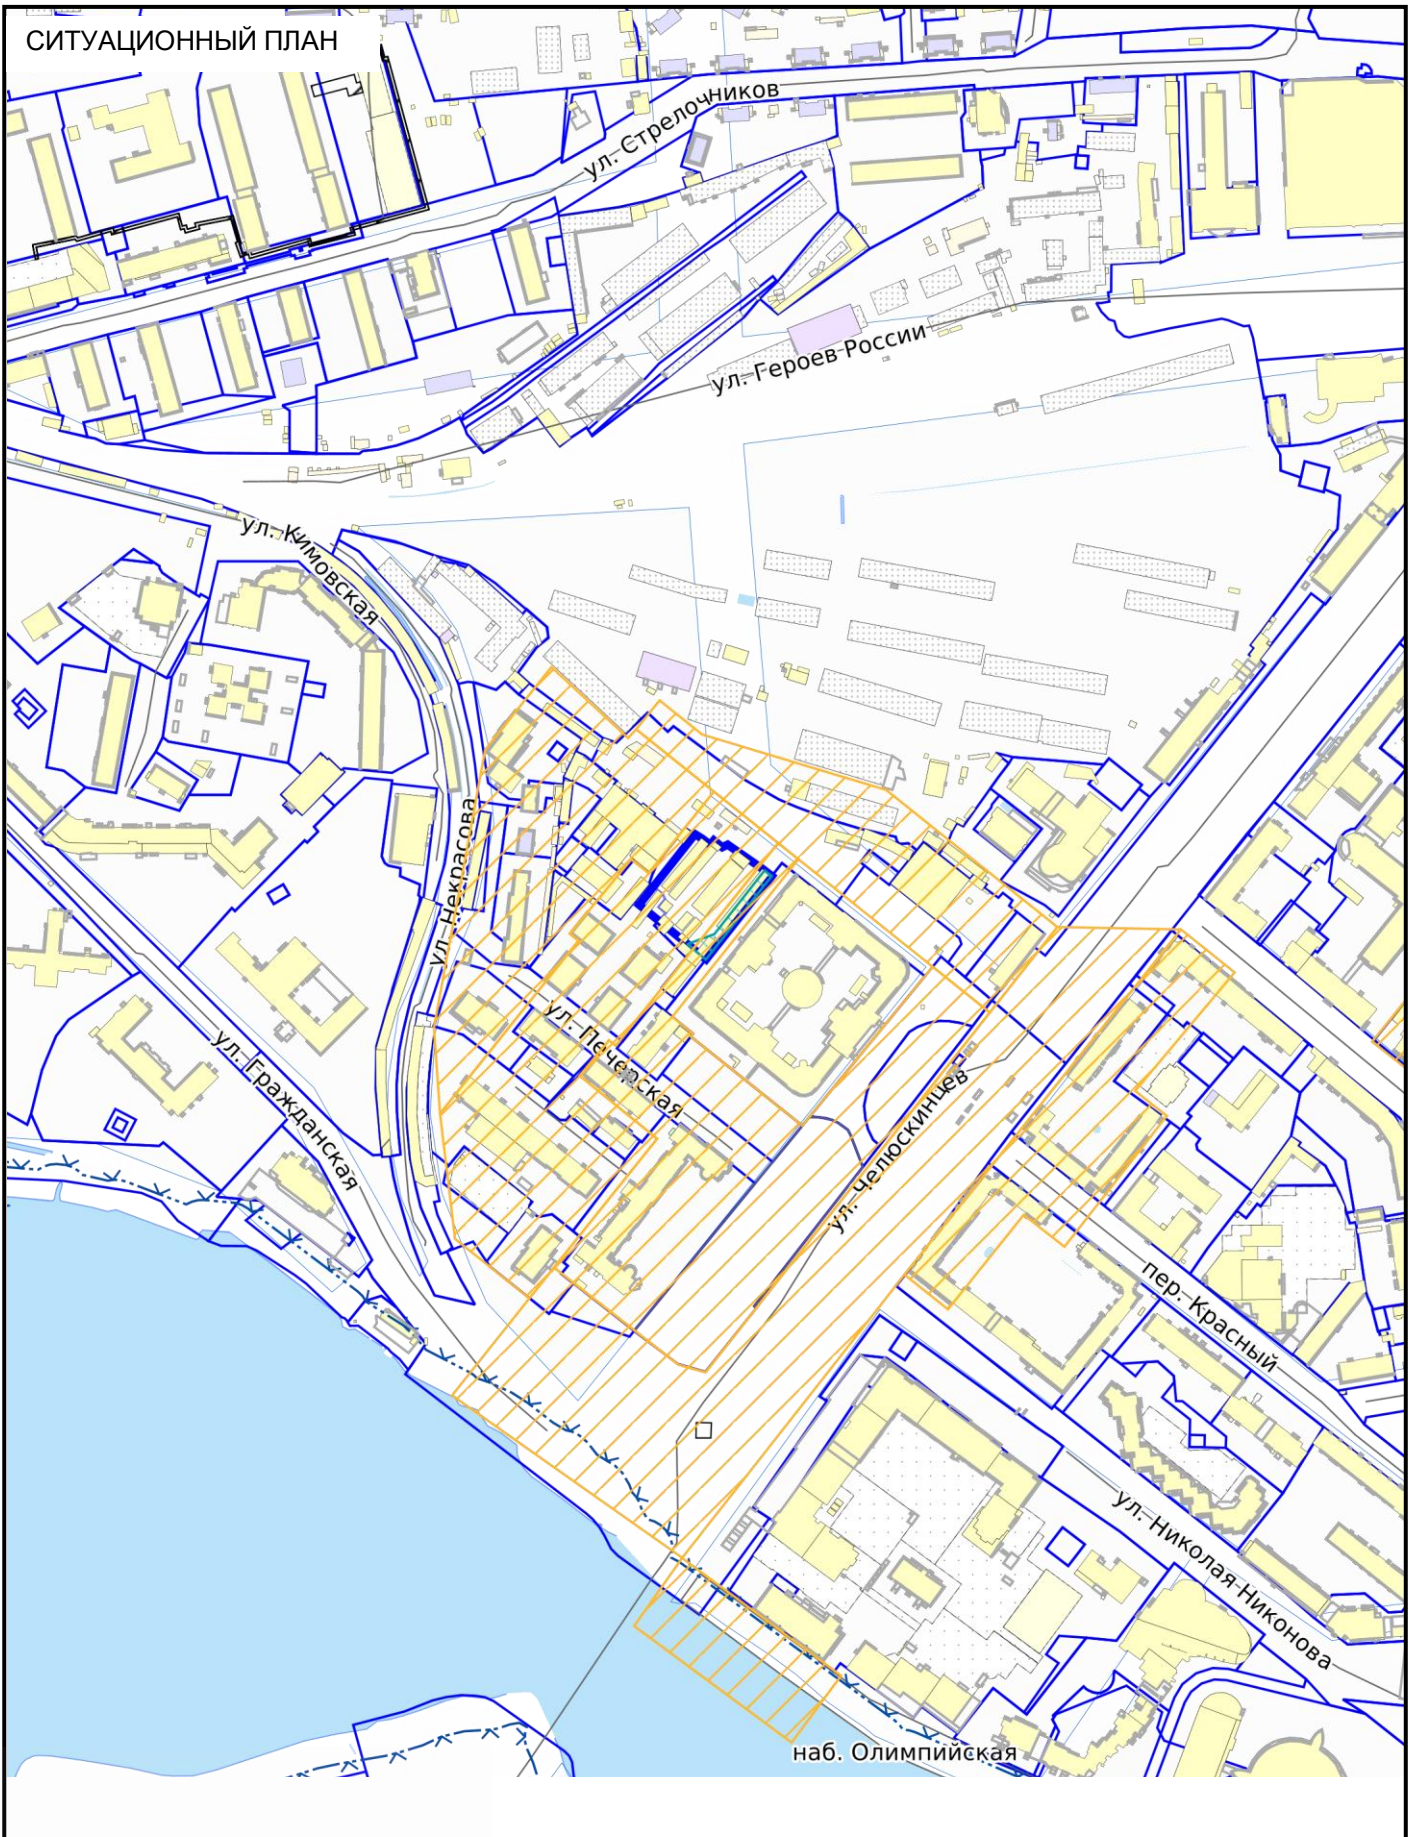 СИТУАЦИОННЫЙ ПЛАН
ул. Стрелочников
ул. Героев России
ул. Кимовская
ул. Некрасова
ул. Печерская
ул. Гражданская
ул. Челюскинцев
пер. Красный
ул. Николая Никонова
наб. Олимпийская